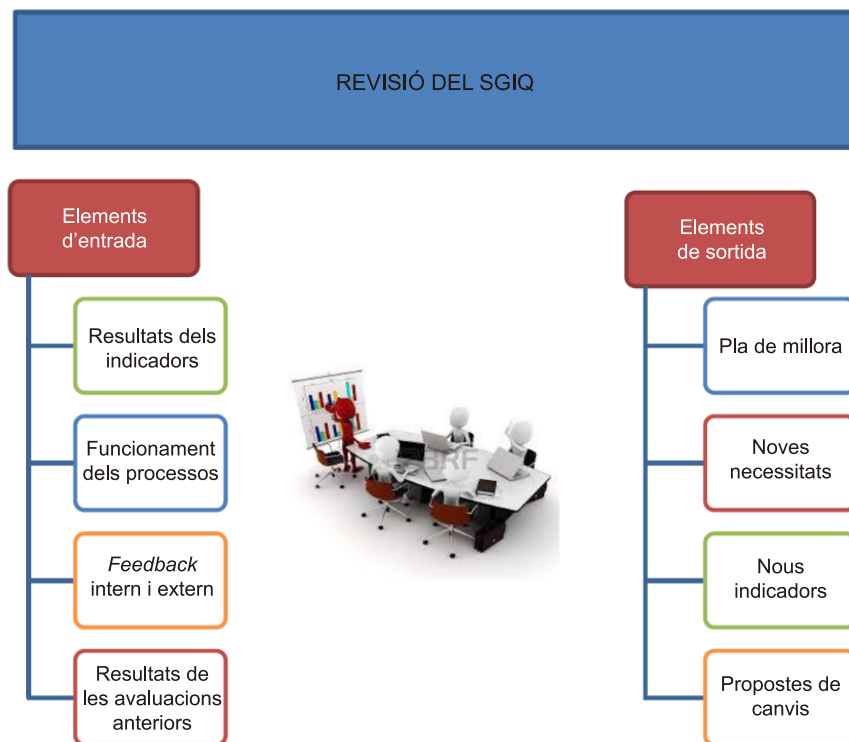 REVISIÓ DEL SGIQ
Elements
d’entrada
Resultats dels
indicadors
Funcionament
dels processos
Feedback
intern i extern
Resultats de
les avaluacions
anteriors
Elements
de sortida
Pla de millora
Noves
necessitats
Nous
indicadors
Propostes de
canvis